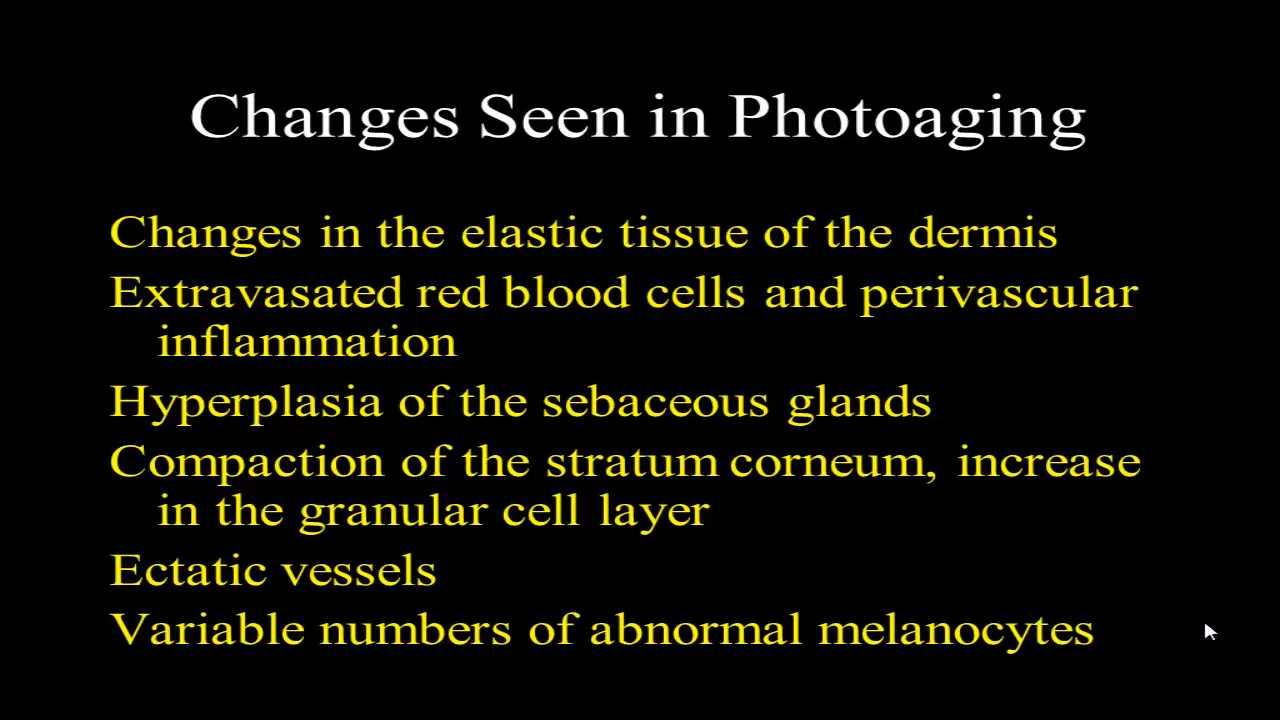 Changes Seen in Photoaging
Changes in the elastic tissue of the dermis
Extravasated red blood cells and perivascular
inflammation
Hyperplasia of the sebaceous glands
Compaction of the stratum corneum, increase
in the granular cell layer
Ectatic vessels
Variable numbers of abnormal melanocytes